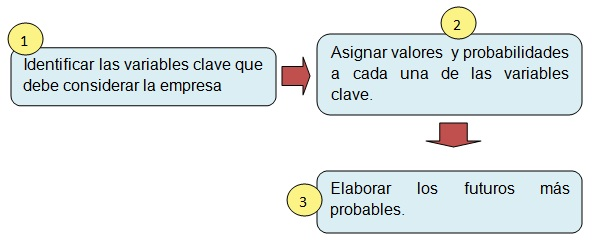 1
Identificar las variables clave que
debe considerar la empresa
2
Asignar valores y probabilidades
a cada una de las variables
clave.
3
Elaborar los futuros más
probables.